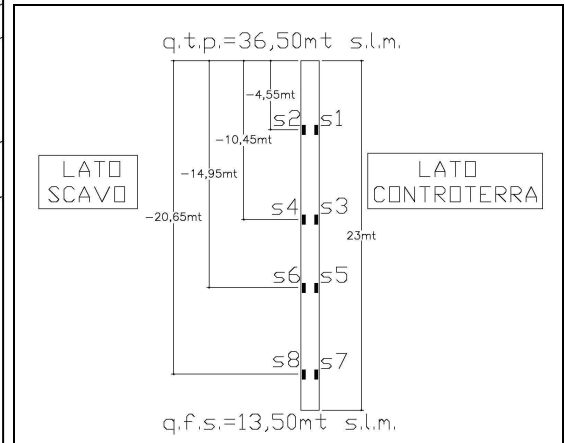 q.t.p.=36,50mt s.l.m.
-4,55mt
s2 s1
-10,45mt
LATO
SCAVO
LATO
CONTROTERRA
-14,95mt
s4 s3
-20,65mt
23mt
s6 s5
s8 s7
q.f.s.=13,50mt s.l.m.